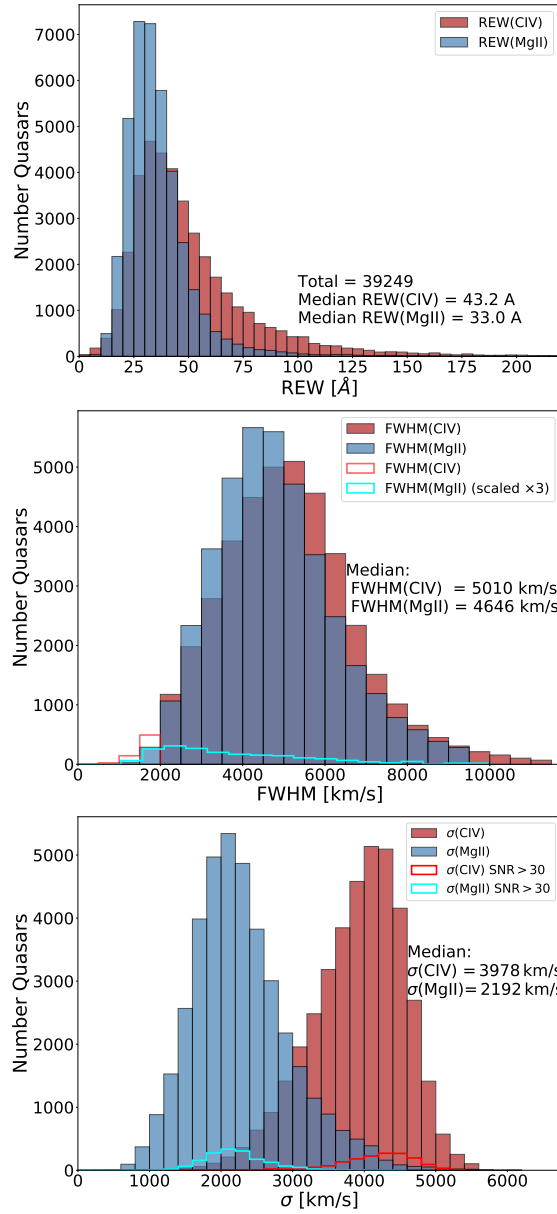 REW(CIV)
REW(MgII)
7000
6000
5000
4000
3000
2000
1000
0
Number Quasars
Total = 39249
Median REW(CIV) = 43.2 A
Median REW(MgII) = 33.0 A
0 25 50 75 100 125 150 175 200
REW [Å]
FWHM(CIV)
FWHM(MgII)
FWHM(CIV)
FWHM(MgII) (scaled ×3)
5000
4000
3000
2000
1000
0
Number Quasars
Median:
FWHM(CIV) = 5010 km/s
FWHM(MgII) = 4646 km/s
0 2000 4000 6000 8000 10000
FWHM [km/s]
σ(CIV)
σ(MgII)
σ(CIV) SNR > 30
σ(MgII) SNR > 30
5000
4000
3000
2000
1000
0
Number Quasars
Median:
σ(CIV) = 3978 km/s
σ(MgII)= 2192 km/s
0 1000 2000 3000 4000 5000 6000
σ [km/s]